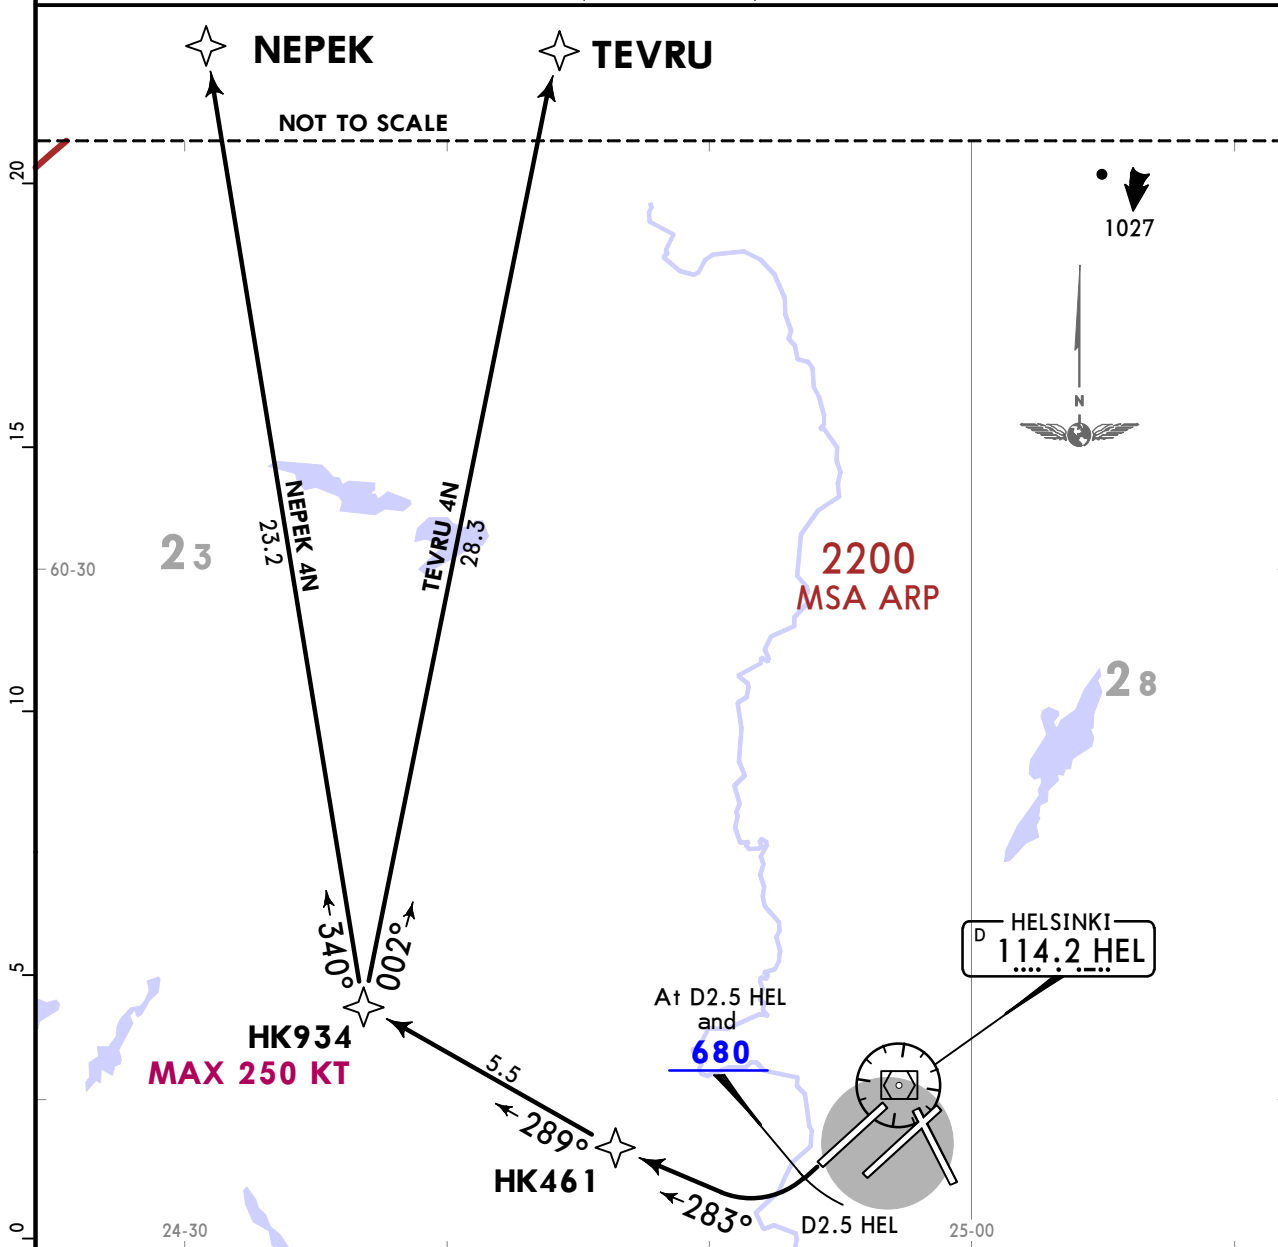 NEPEK
TEVRU
NOT TO SCALE
20
1027
N
15
NEPEK 4N
23.2
TEVRU 4N
28.3
23
60-30
2200
MSA ARP
28
10
HELSINKI
D
114.2 HEL
340°
002°
5
At D2.5 HEL
and
680
HK934
MAX 250 KT
5.5
289°
HK461
283°
D2.5 HEL
0
24-30
25-00